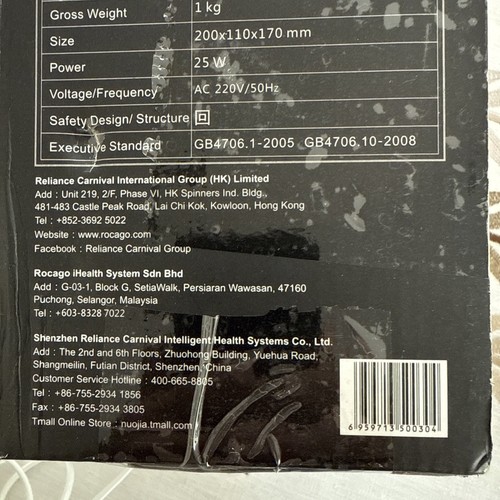 Gross Weight 1 kg
Size 200x110x170 mm
Power 25 W
Voltage/Frequency AC 220V/50Hz
Safety Design/ Structure
Executive Standard GB4706.1-2005 GB4706.10-2008
Reliance Carnival International Group (HK) Limited
Add : Unit 219, 2/F, Phase VI, HK Spinners Ind. Bldg.,
481-483 Castle Peak Road, Lai Chi Kok, Kowloon, Hong Kong
Tel : +852-3692 5022
Website : www.rocago.com
Facebook : Reliance Carnival Group
Rocago iHealth System Sdn Bhd
Add : G-03-1, Block G, SetiaWalk, Persiaran Wawasan, 47160
Puchong, Selangor, Malaysia
Tel : +603-8328 7022
Shenzhen Reliance Carnival Intelligent Health Systems Co., Ltd.
Add : The 2nd and 6th Floors, Zhuohong Building, Yuehua Road,
Shangmeilin, Futian District, Shenzhen, China
Customer Service Hotline : 400-665-8805
Tel : +86-755-2934 1856
Fax : +86-755-2934 3805
Tmall Online Store : nuojia.tmall.com
6 959713 500304